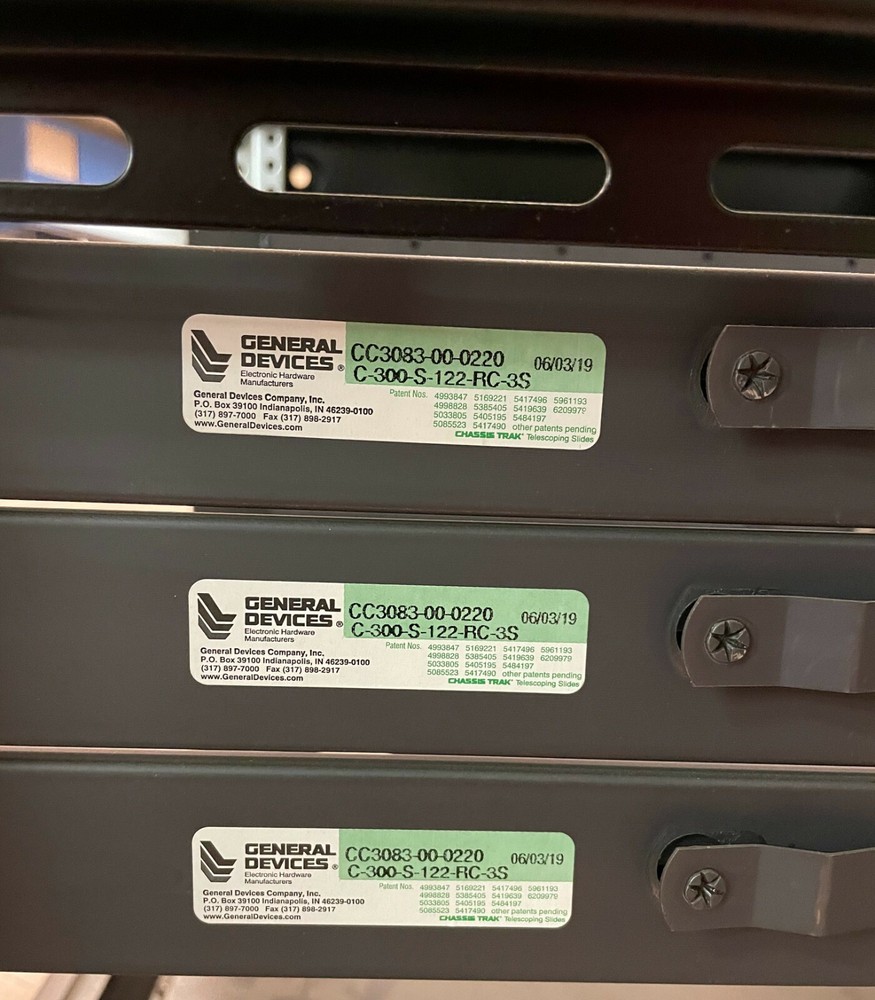 GENERAL
DEVICES®
Electronic Hardware
Manufacturers
CC3083-00-0220 06/03/19
C-300-S-122-RC-3S
General Devices Company, Inc.
P.O. Box 39100 Indianapolis, IN 46239-0100
(317) 897-7000 Fax (317) 898-2917
www.GeneralDevices.com
Patent Nos. 4993847 5169221 5417496 5961193
4998828 5385405 5419639 6209979
5033805 5405195 5484197
5085523 5417490 other patents pending
CHASSIS TRAK® Telescoping Slides
GENERAL
DEVICES®
Electronic Hardware
Manufacturers
CC3083-00-0220 06/03/19
C-300-S-122-RC-3S
General Devices Company, Inc.
P.O. Box 39100 Indianapolis, IN 46239-0100
(317) 897-7000 Fax (317) 898-2917
www.GeneralDevices.com
Patent Nos. 4993847 5169221 5417496 5961193
4998828 5385405 5419639 6209979
5033805 5405195 5484197
5085523 5417490 other patents pending
CHASSIS TRAK® Telescoping Slides
GENERAL
DEVICES®
Electronic Hardware
Manufacturers
CC3083-00-0220 06/03/19
C-300-S-122-RC-3S
General Devices Company, Inc.
P.O. Box 39100 Indianapolis, IN 46239-0100
(317) 897-7000 Fax (317) 898-2917
www.GeneralDevices.com
Patent Nos. 4993847 5169221 5417496 5961193
4998828 5385405 5419639 6209979
5033805 5405195 5484197
5085523 5417490 other patents pending
CHASSIS TRAK® Telescoping Slides